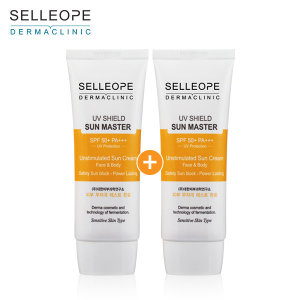 SELLEOPE
DERMACLINIC
SELLEOPE
DERMACLINIC
UV SHIELD
SUN MASTER
SPF 50+ PA+++
UV Protection
Unstimulated Sun Cream
Face & Body
Safety Sun block - Power Lasting
Derma cosmetic and
technology of fermentation.
Sensitive Skin Type
+
SELLEOPE
DERMACLINIC
UV SHIELD
SUN MASTER
SPF 50+ PA+++
UV Protection
Unstimulated Sun Cream
Face & Body
Safety Sun block - Power Lasting
Derma cosmetic and
technology of fermentation.
Sensitive Skin Type